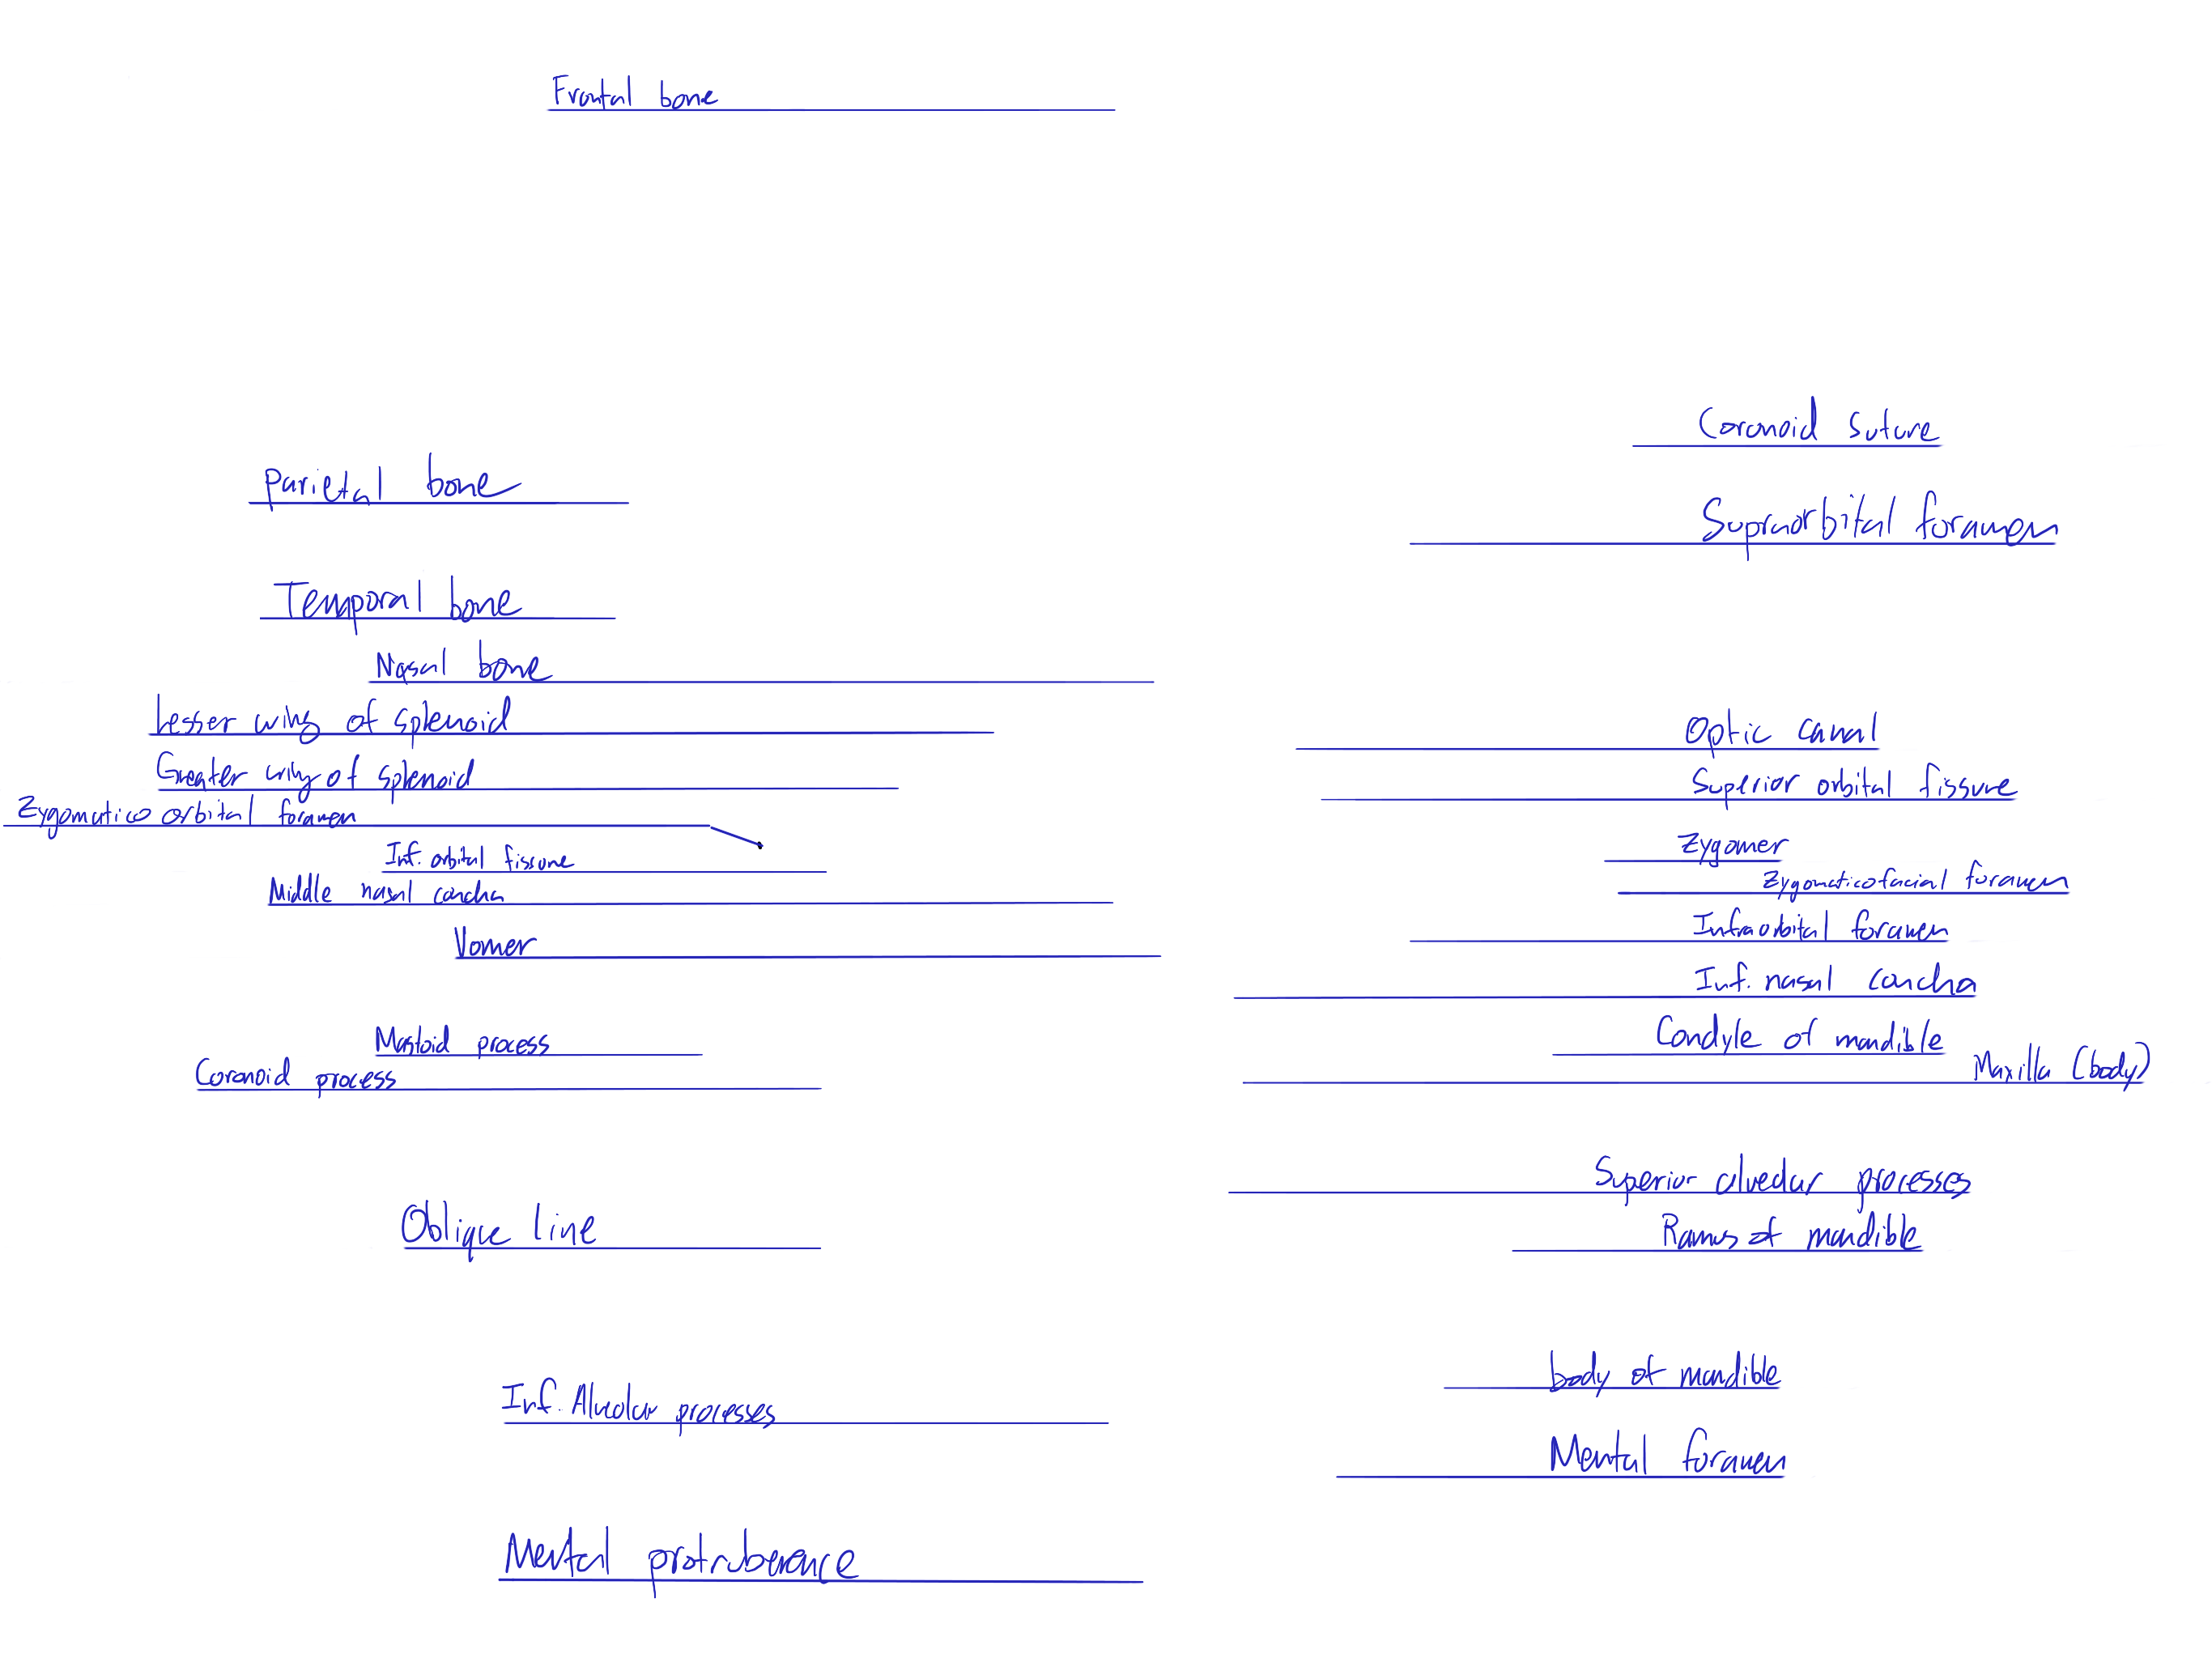 Frontal bone
Coronoid Suture
Parietal bone
Supraorbital foramen
Temporal bone
Nasal bone
Lesser wing of splenoid
Optic canal
Greater wing of splenoid
Superior orbital fissure
Zygomatico orbital foramen
Zygomer
Inf. orbital fissure
Zygomaticofacial foramen
Middle nasal concha
Infraorbital foramen
Vomer
Inf. nasal concha
Mastoid process
Condyle of mandible
Coronoid process
Maxilla (body)
Superior alveolar processes
Oblique line
Ramus of mandible
body of mandible
Inf. Alveolar processes
Mental foramen
Mental protruberance